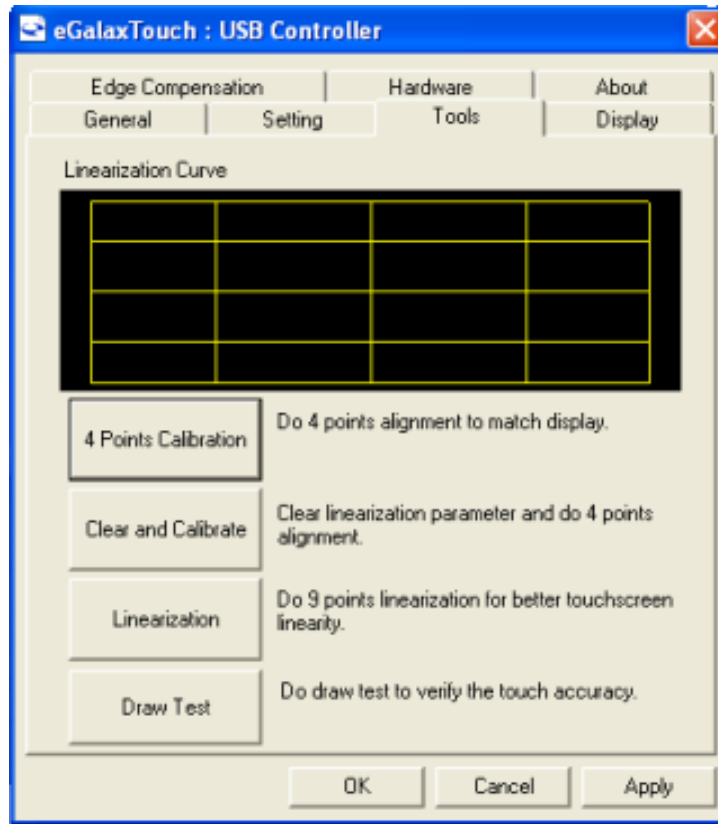 eGalaxTouch : USB Controller
Edge Compensation Hardware About
General Setting Tools Display
Linearization Curve
4 Points Calibration
Do 4 points alignment to match display.
Clear and Calibrate
Clear linearization parameter and do 4 points
alignment.
Linearization
Do 9 points linearization for better touchscreen
linearity.
Draw Test
Do draw test to verify the touch accuracy.
OK Cancel Apply